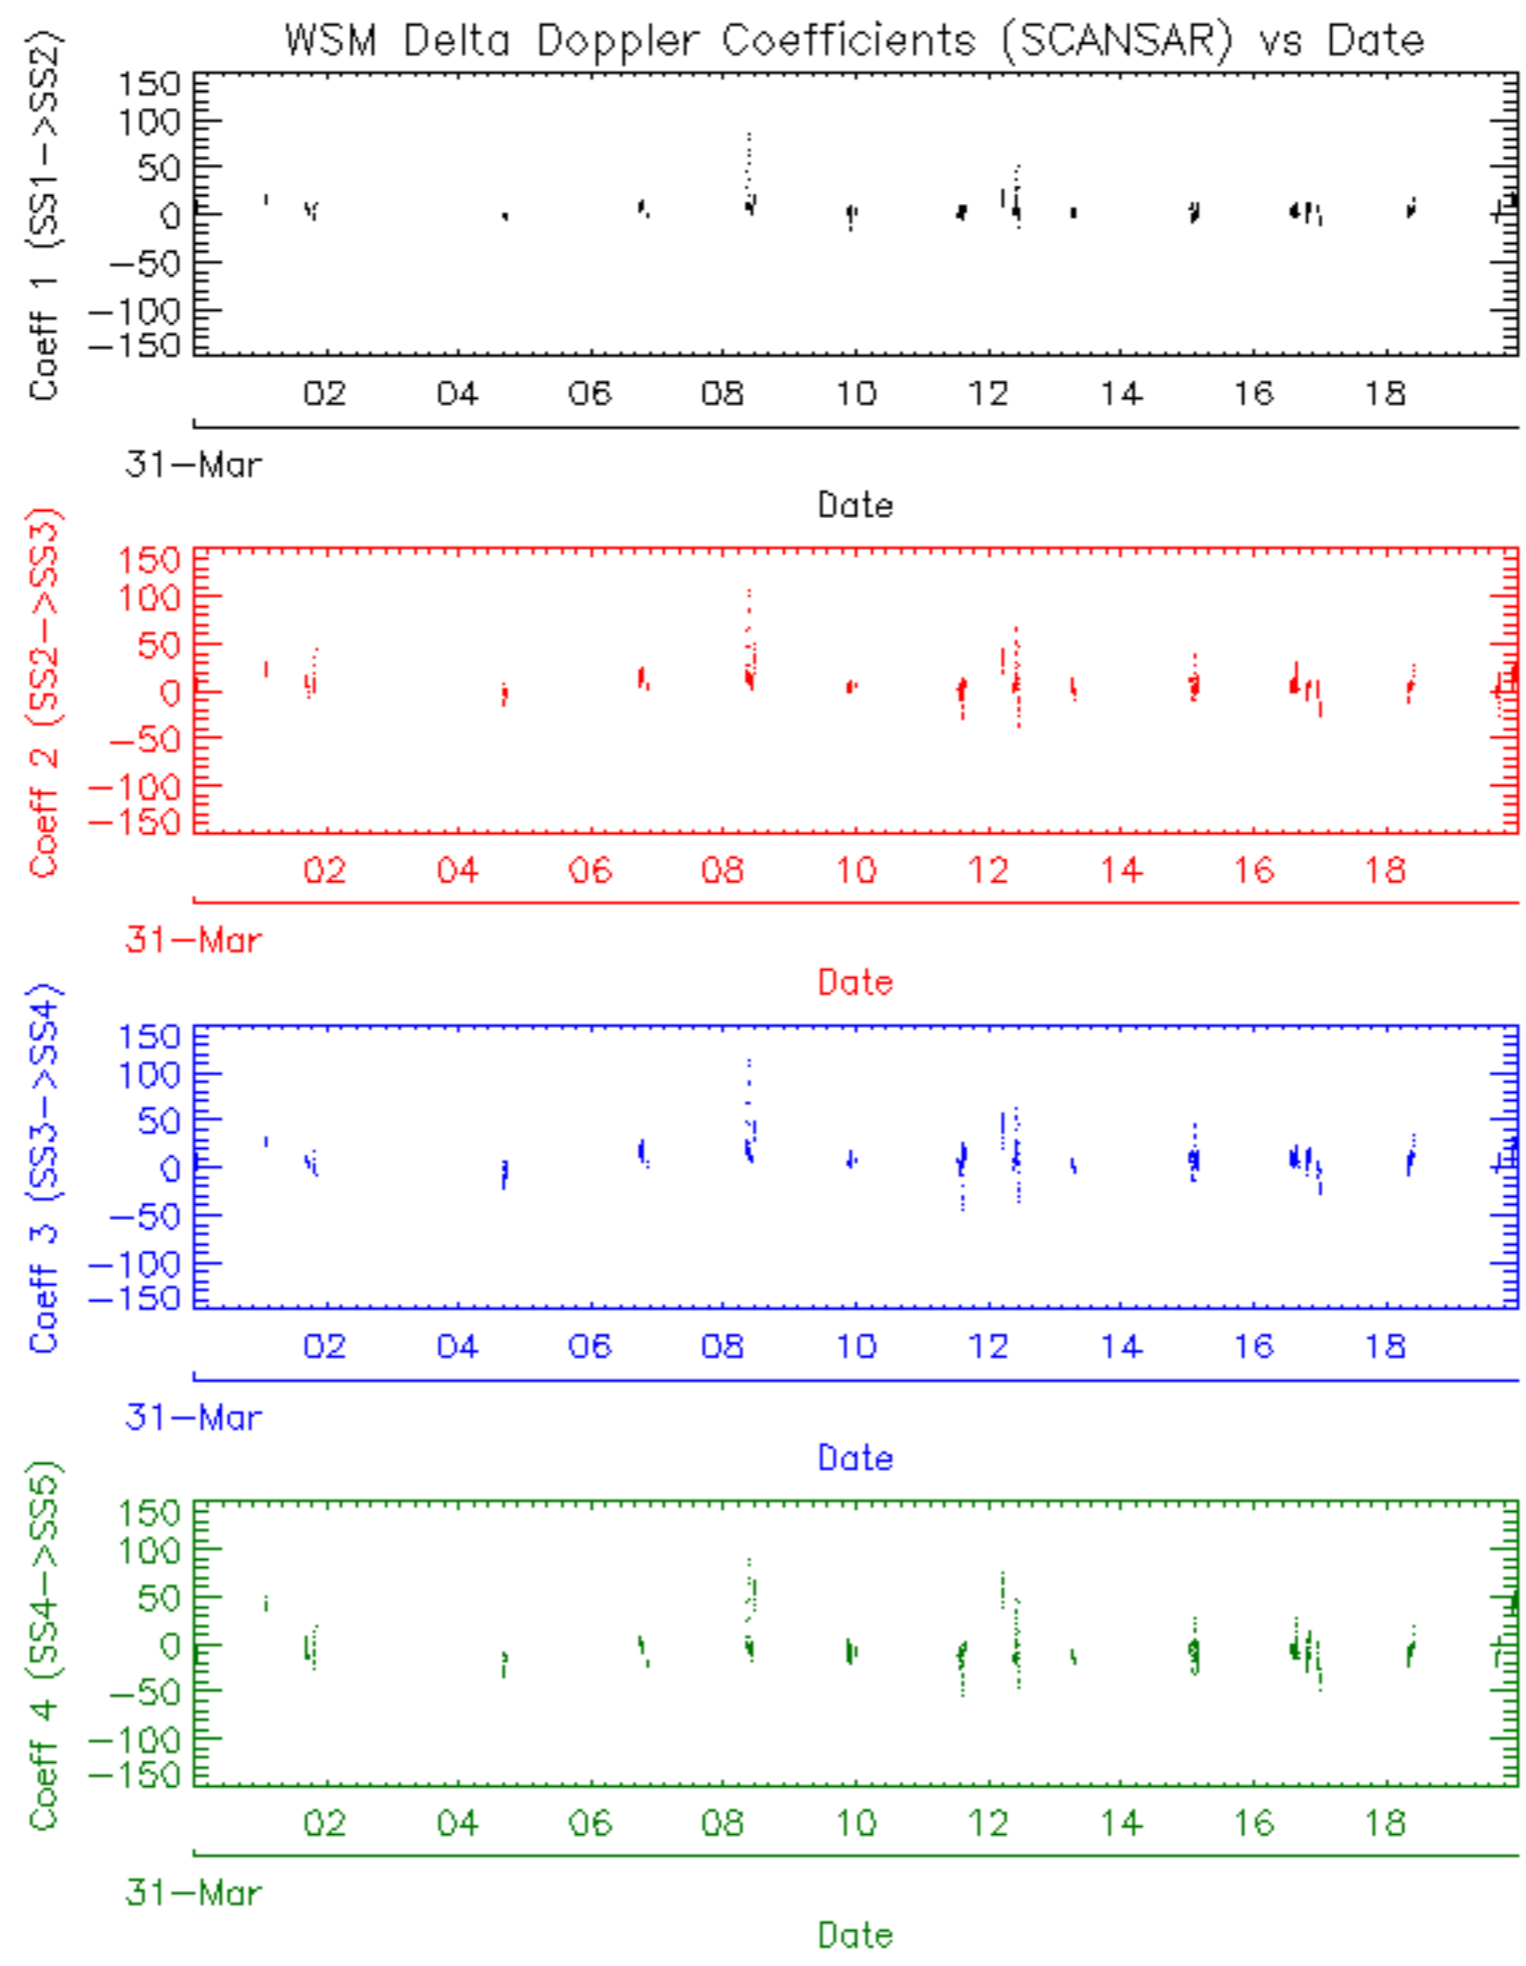 WSM Delta Doppler Coefficients (SCANSAR) vs Date
Coeff 1 (SS1->SS2)
150
100
50
0
-50
-100
-150
02 04 06 08 10 12 14 16 18
31-Mar
Date
Coeff 2 (SS2->SS3)
150
100
50
0
-50
-100
-150
02 04 06 08 10 12 14 16 18
31-Mar
Date
Coeff 3 (SS3->SS4)
150
100
50
0
-50
-100
-150
02 04 06 08 10 12 14 16 18
31-Mar
Date
Coeff 4 (SS4->SS5)
150
100
50
0
-50
-100
-150
02 04 06 08 10 12 14 16 18
31-Mar
Date